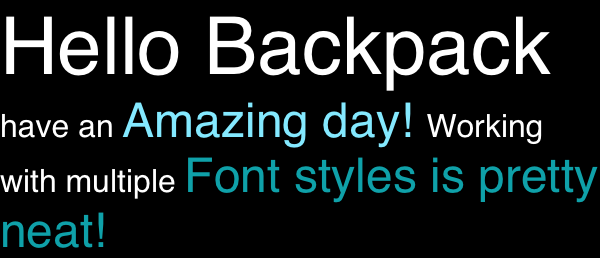 Hello Backpack
have an Amazing day! Working
with multiple Font styles is pretty
neat!